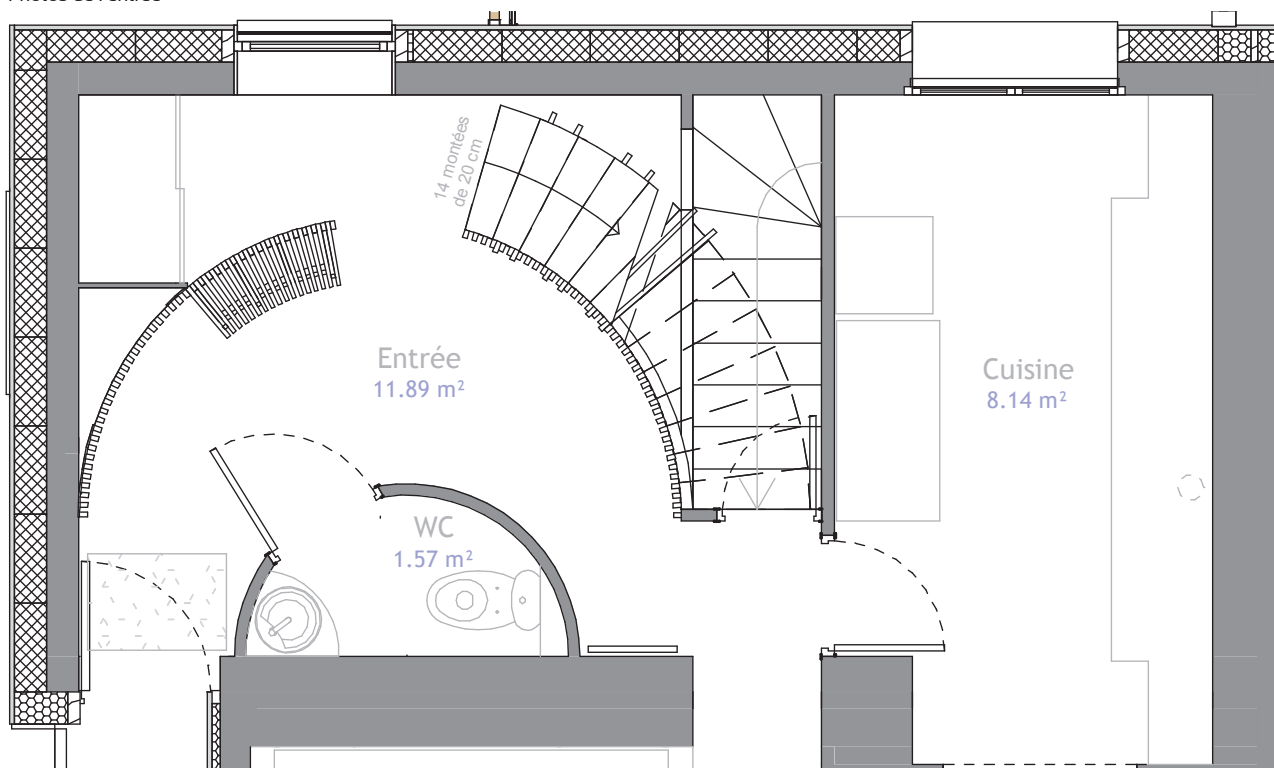 14 montées
de 20 cm
Entrée
11.89 m²
Cuisine
8.14 m²
WC
1.57 m²